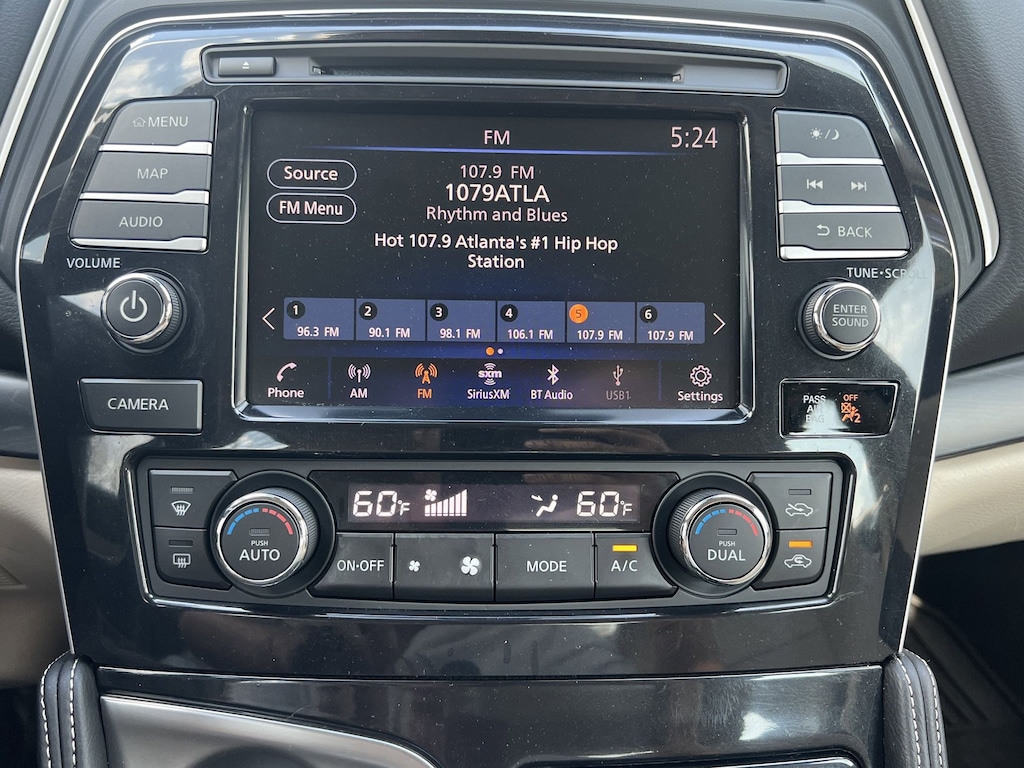 MENU
MAP
AUDIO
VOLUME
CAMERA
FM
5:24
Source
107.9 FM
1079ATLA
FM Menu
Rhythm and Blues
Hot 107.9 Atlanta's #1 Hip Hop
Station
1 2 3 4 5 6
96.3 FM 90.1 FM 98.1 FM 106.1 FM 107.9 FM 107.9 FM
Phone AM FM sxm SiriusXM BT Audio USB1 Settings
BACK
TUNE•SCROLL
ENTER
SOUND
PASS OFF
AIR
BAG 2
60°F 60°F
PUSH
AUTO
ON•OFF
MODE
A/C
PUSH
DUAL